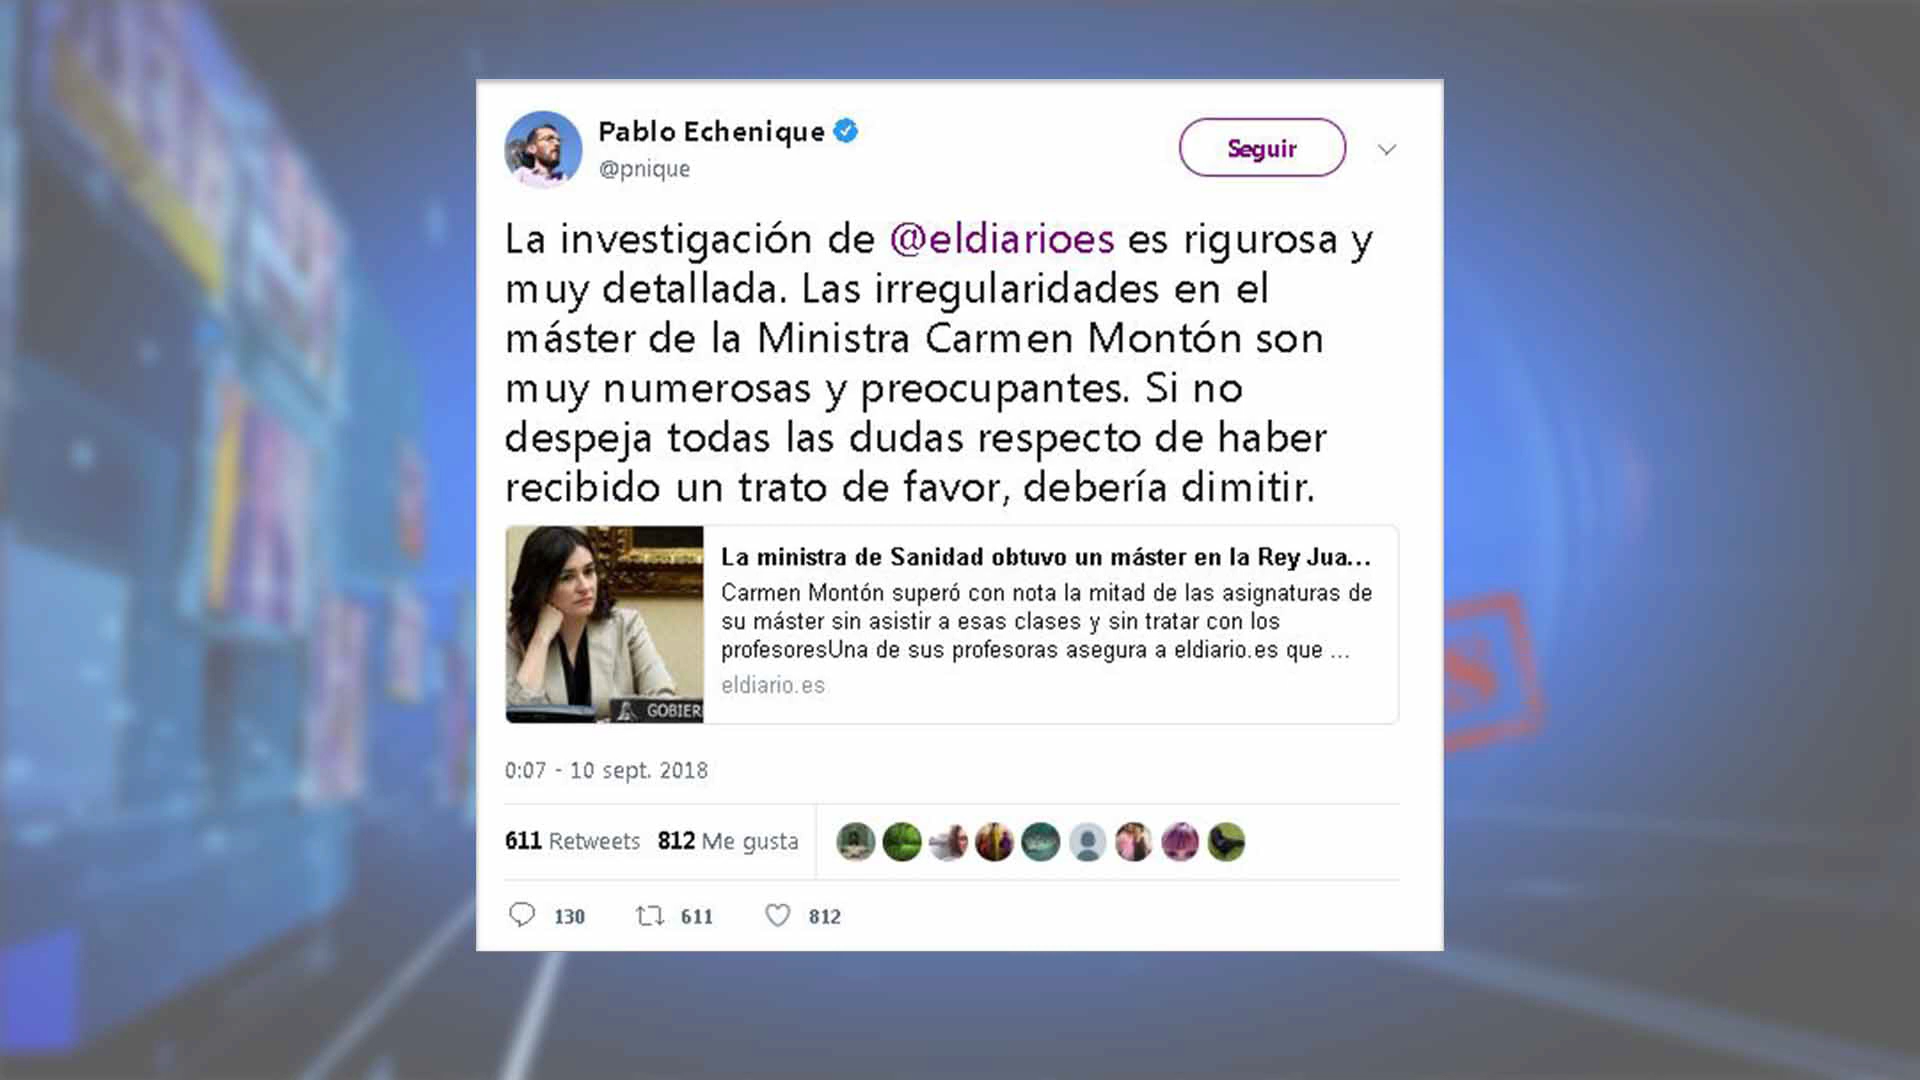 Pablo Echenique
@pnique
Seguir
La investigación de @eldiarioes es rigurosa y
muy detallada. Las irregularidades en el
máster de la Ministra Carmen Montón son
muy numerosas y preocupantes. Si no
despeja todas las dudas respecto de haber
recibido un trato de favor, debería dimitir.
GOBIER
La ministra de Sanidad obtuvo un máster en la Rey Jua...
Carmen Montón superó con nota la mitad de las asignaturas de
su máster sin asistir a esas clases y sin tratar con los
profesoresUna de sus profesoras asegura a eldiario.es que ...
eldiario.es
0:07 - 10 sept. 2018
611 Retweets 812 Me gusta
130 611 812